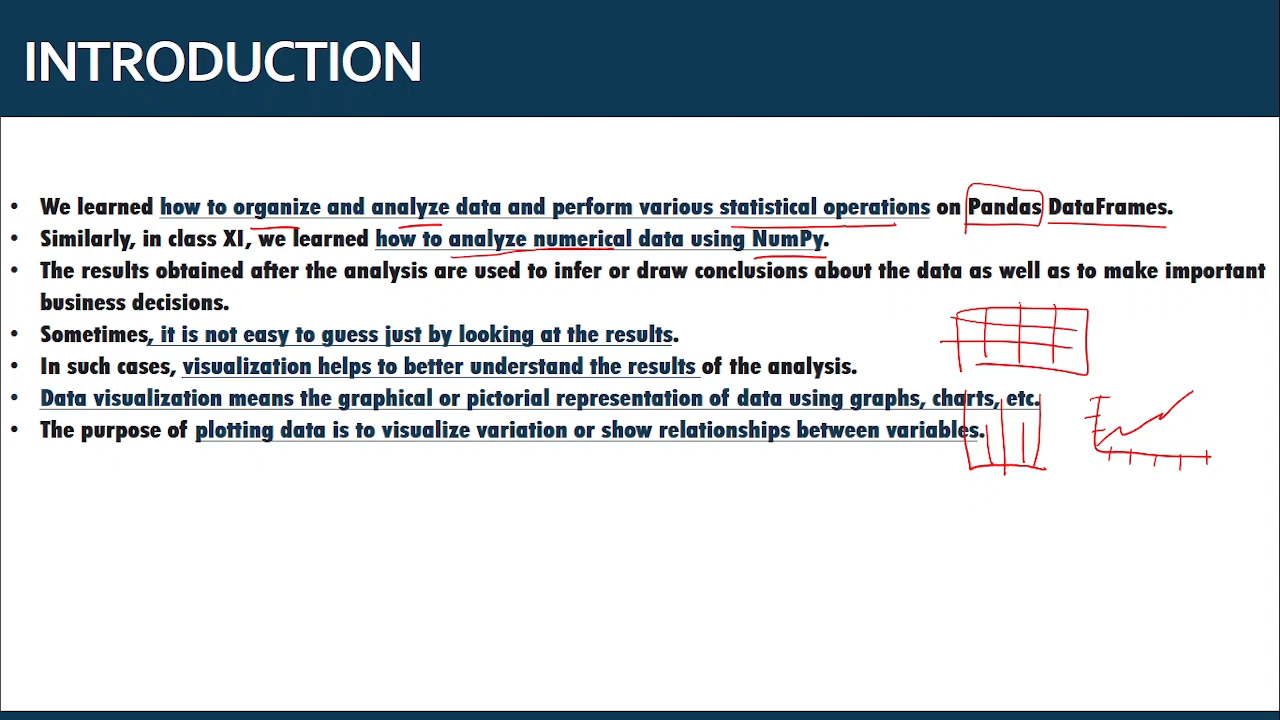 INTRODUCTION
• We learned how to organize and analyze data and perform various statistical operations on Pandas DataFrames.
• Similarly, in class XI, we learned how to analyze numerical data using NumPy.
• The results obtained after the analysis are used to infer or draw conclusions about the data as well as to make important
business decisions.
• Sometimes, it is not easy to guess just by looking at the results.
• In such cases, visualization helps to better understand the results of the analysis.
• Data visualization means the graphical or pictorial representation of data using graphs, charts, etc.
• The purpose of plotting data is to visualize variation or show relationships between variables.